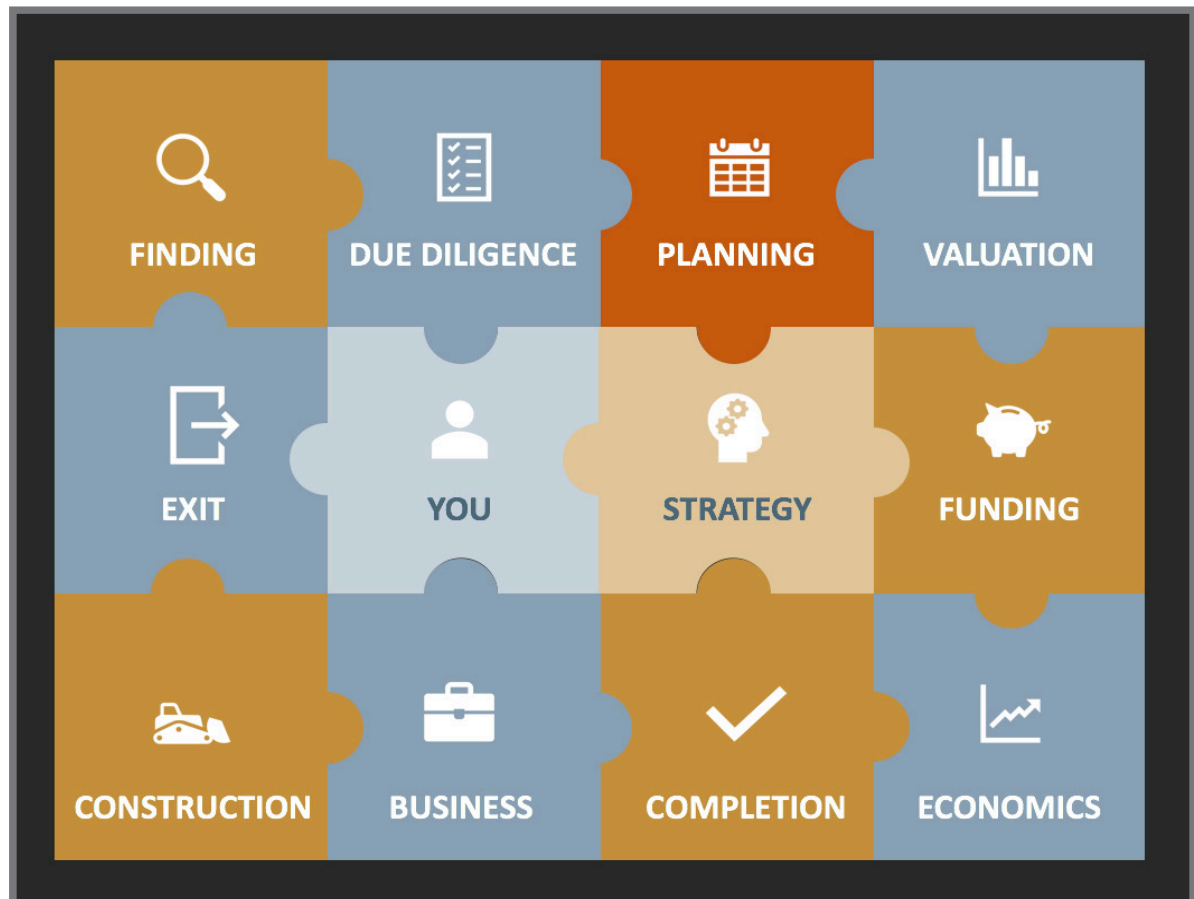 FINDING
DUE DILIGENCE
PLANNING
VALUATION
EXIT
YOU
STRATEGY
FUNDING
CONSTRUCTION
BUSINESS
COMPLETION
ECONOMICS